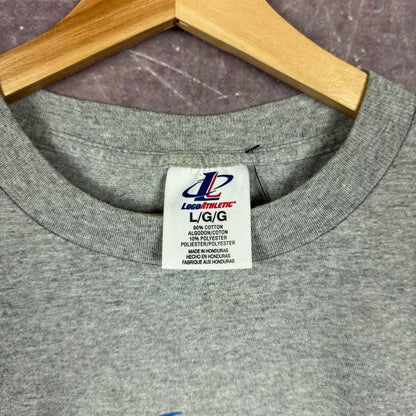 LOGOATHLETIC
L/G/G
90% COTTON
ALGODON/COTON
10% POLYESTER
POLIESTER/POLYESTER
MADE IN HONDURAS
HECHO EN HONDURAS
FABRIQUE AUX HONDURAS